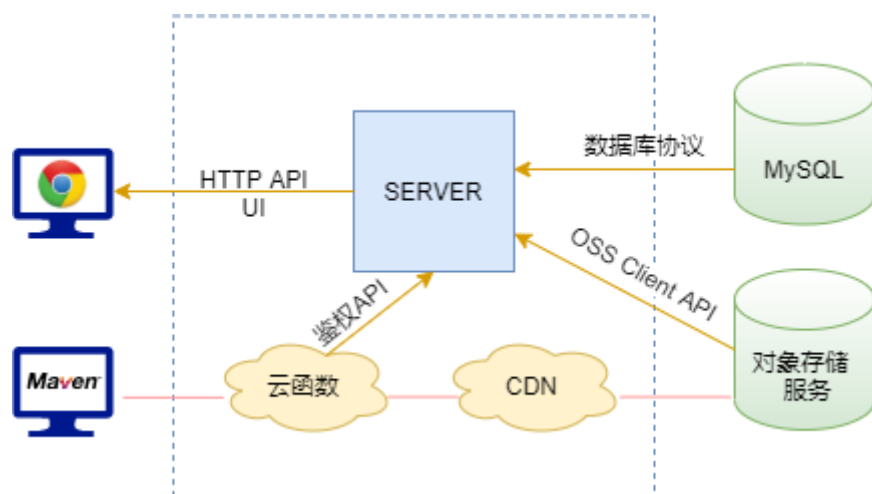 数据库协议
MySQL
HTTP API
UI
SERVER
OSS Client API
鉴权API
Maven
云函数
CDN
对象存储
服务